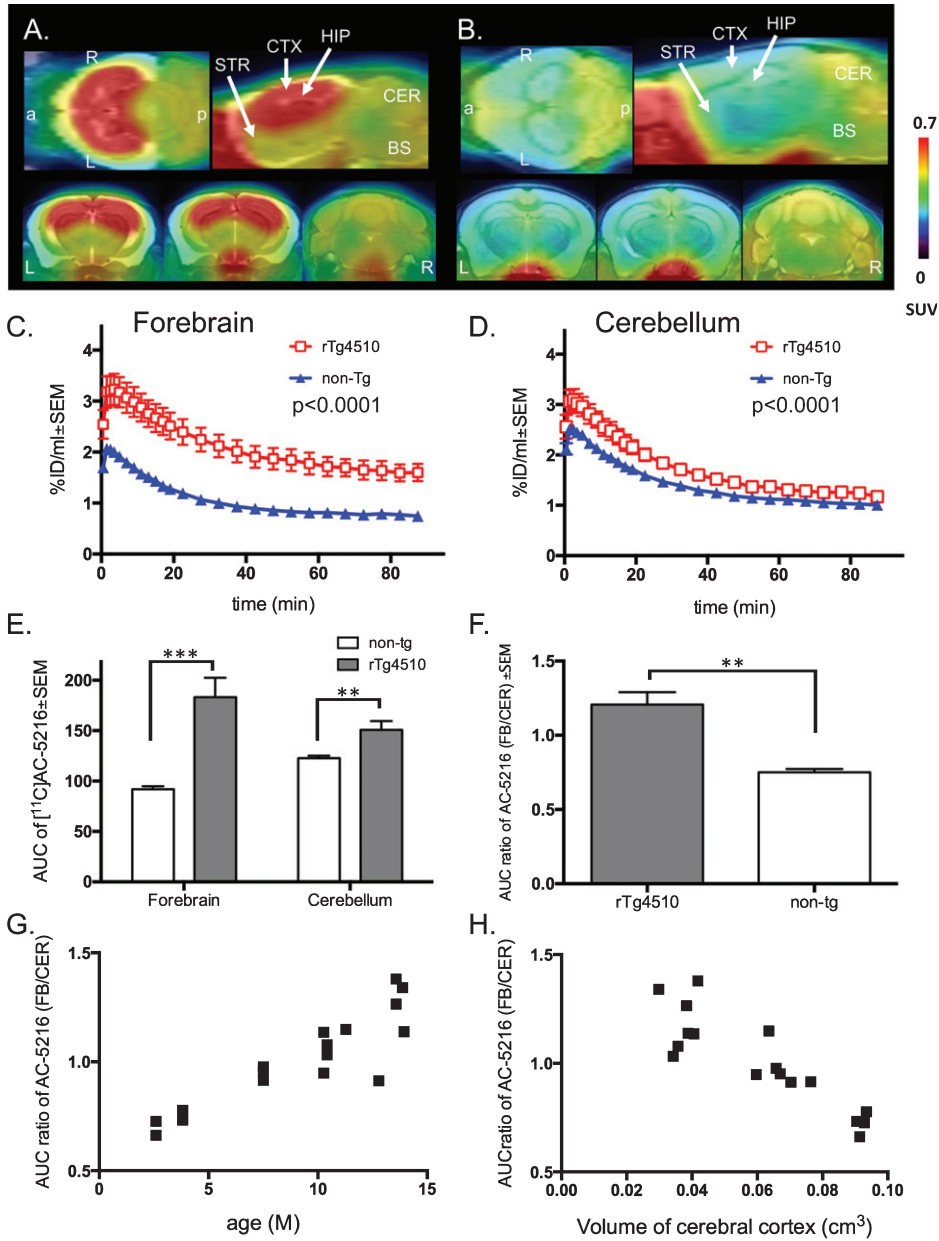 A.
R
a
p
L
STR
CTX
HIP
CER
BS
L
R
B.
R
a
p
L
STR
CTX
HIP
CER
BS
L
R
0.7
0
SUV
C.
Forebrain
rTg4510
non-Tg
p<0.0001
%ID/ml±SEM
4
3
2
1
0
0 20 40 60 80
time (min)
D.
Cerebellum
rTg4510
non-Tg
p<0.0001
%ID/ml±SEM
4
3
2
1
0
0 20 40 60 80
time (min)
E.
non-tg
rTg4510
AUC of [¹¹C]AC-5216±SEM
200
150
100
50
0
***
**
Forebrain Cerebellum
F.
AUC ratio of AC-5216 (FB/CER) ±SEM
1.5
1.0
0.5
0.0
**
rTg4510 non-tg
G.
AUC ratio of AC-5216 (FB/CER)
1.5
1.0
0.5
0 5 10 15
age (M)
H.
AUCratio of AC-5216 (FB/CER)
1.5
1.0
0.5
0.00 0.02 0.04 0.06 0.08 0.10
Volume of cerebral cortex (cm³)